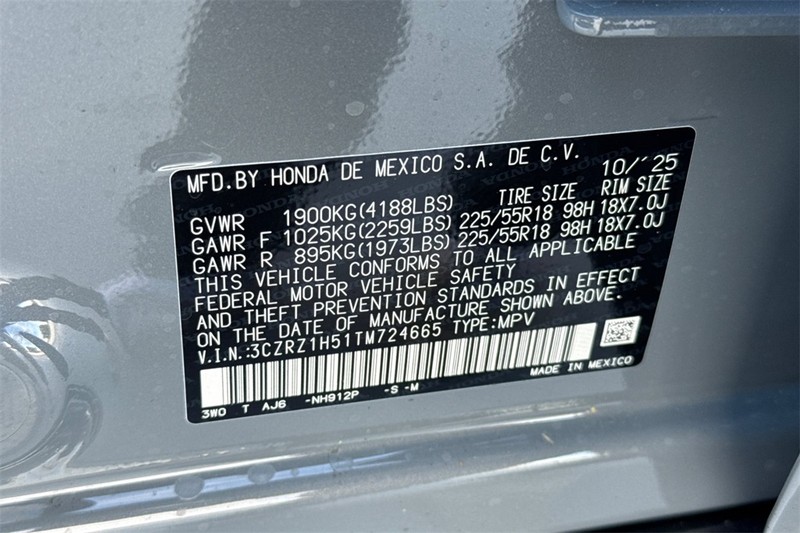 MFD.BY HONDA DE MEXICO S.A. DE C.V. 10/'25
TIRE SIZE RIM SIZE
GVWR 1900KG(4188LBS)
GAWR F 1025KG(2259LBS) 225/55R18 98H 18X7.0J
GAWR R 895KG(1973LBS) 225/55R18 98H 18X7.0J
THIS VEHICLE CONFORMS TO ALL APPLICABLE
FEDERAL MOTOR VEHICLE SAFETY
AND THEFT PREVENTION STANDARDS IN EFFECT
ON THE DATE OF MANUFACTURE SHOWN ABOVE.
V.I.N.:3CZRZ1H51TM724665 TYPE:MPV
MADE IN MEXICO
3W0 T AJ6 -NH912P -S -M